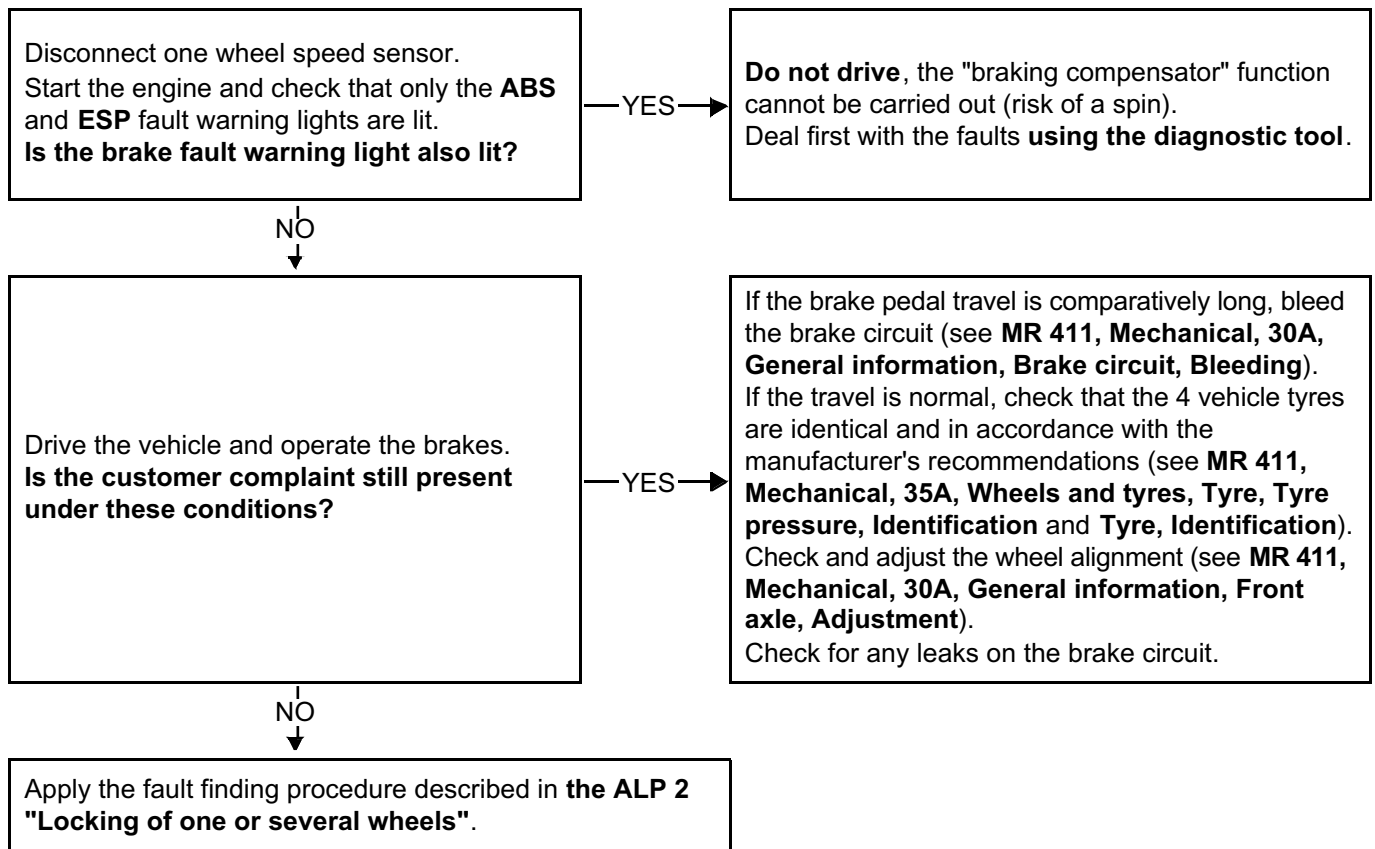 Disconnect one wheel speed sensor.
Start the engine and check that only the ABS
and ESP fault warning lights are lit.
Is the brake fault warning light also lit?
YES
Do not drive, the "braking compensator" function
cannot be carried out (risk of a spin).
Deal first with the faults using the diagnostic tool.
NO
Drive the vehicle and operate the brakes.
Is the customer complaint still present
under these conditions?
YES
If the brake pedal travel is comparatively long, bleed
the brake circuit (see MR 411, Mechanical, 30A,
General information, Brake circuit, Bleeding).
If the travel is normal, check that the 4 vehicle tyres
are identical and in accordance with the
manufacturer's recommendations (see MR 411,
Mechanical, 35A, Wheels and tyres, Tyre, Tyre
pressure, Identification and Tyre, Identification).
Check and adjust the wheel alignment (see MR 411,
Mechanical, 30A, General information, Front
axle, Adjustment).
Check for any leaks on the brake circuit.
NO
Apply the fault finding procedure described in the ALP 2
"Locking of one or several wheels".